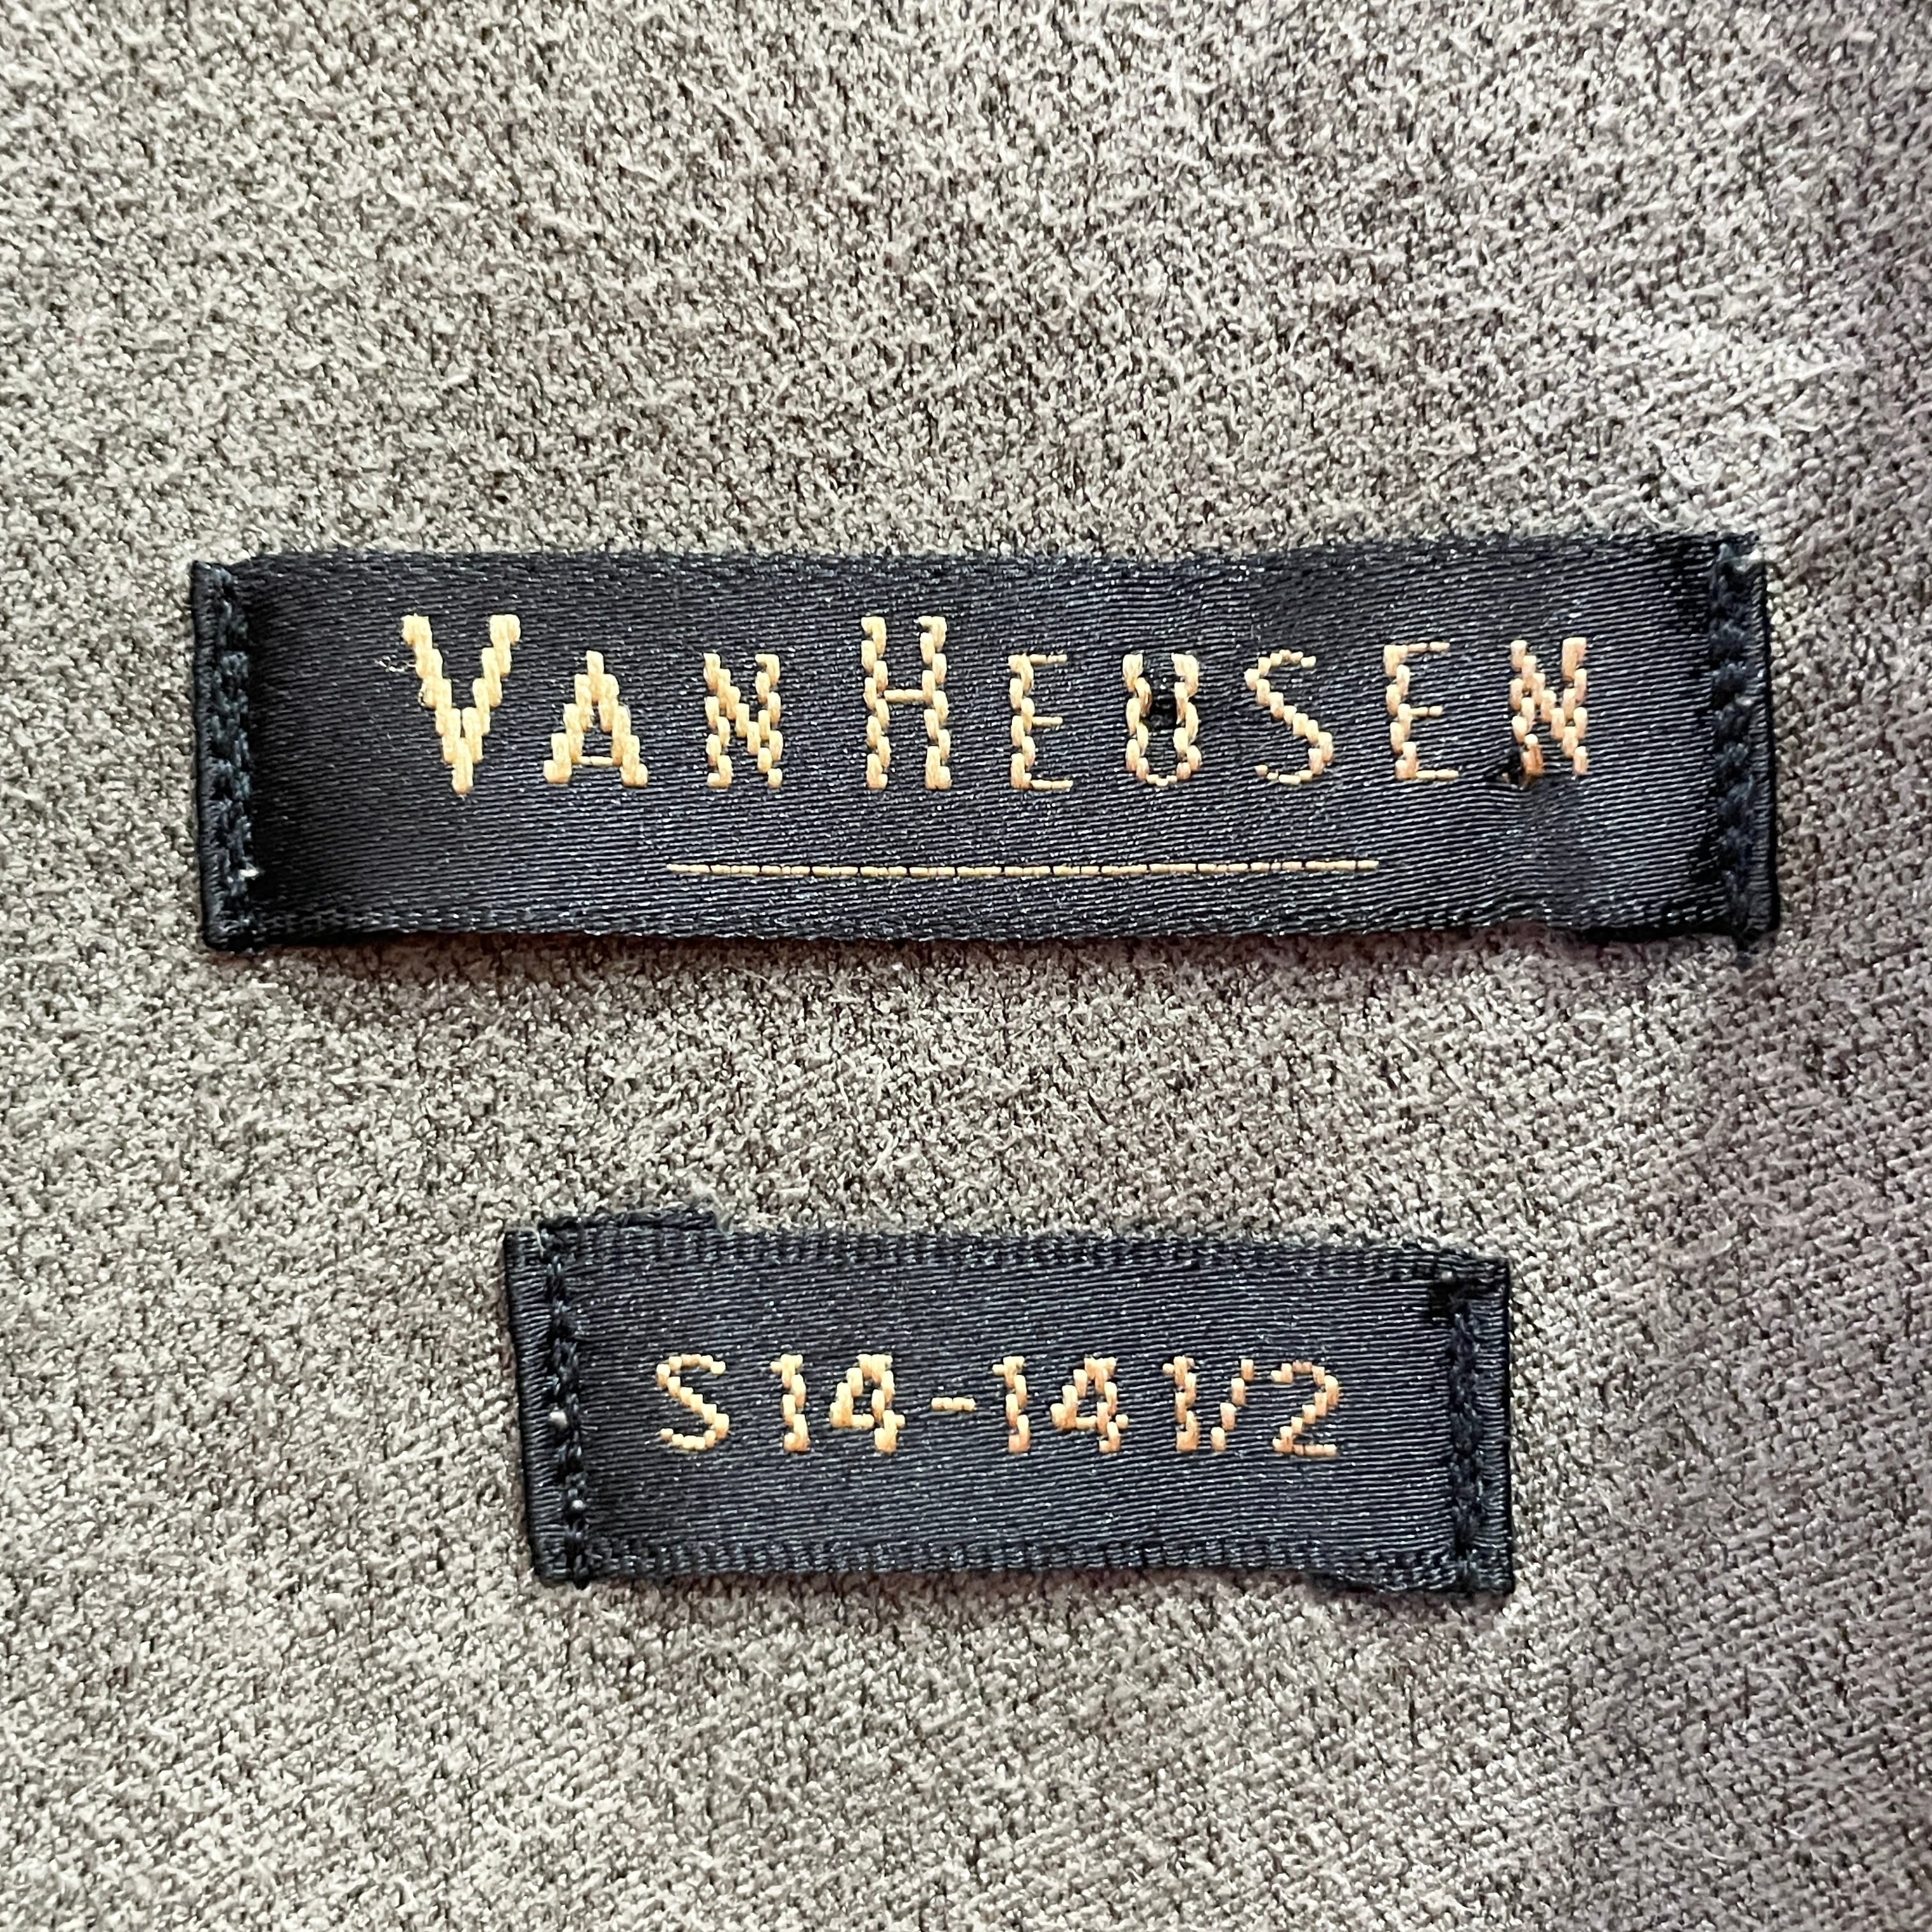 VAN HEUSEN
S 14-14 1/2